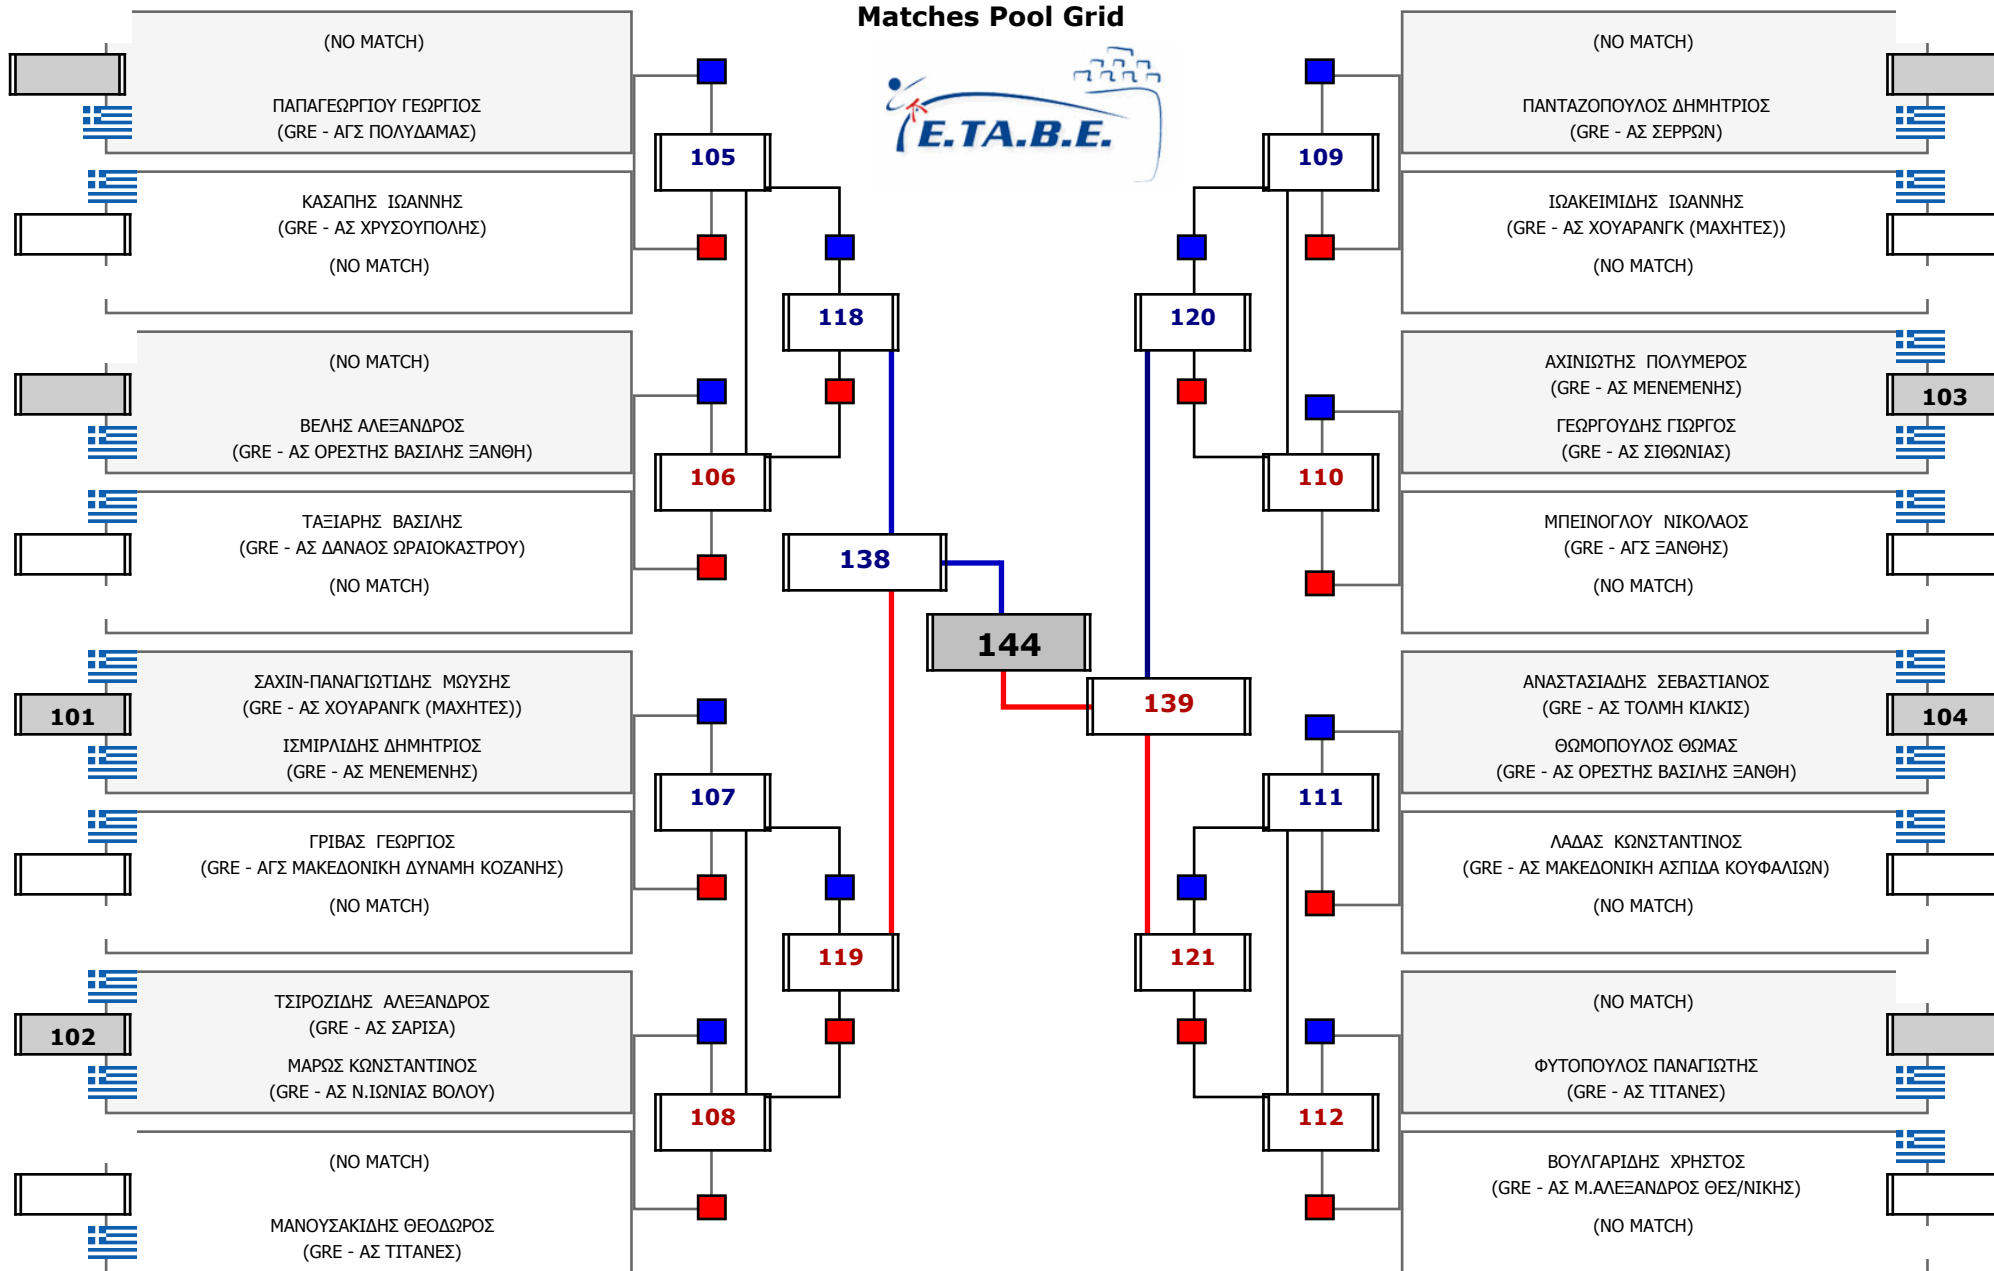 Matches Pool Grid
E.TA.B.E.
(NO MATCH)
ΠΑΠΑΓΕΩΡΓΙΟΥ ΓΕΩΡΓΙΟΣ
(GRE - ΑΓΣ ΠΟΛΥΔΑΜΑΣ)
105
ΚΑΣΑΠΗΣ ΙΩΑΝΝΗΣ
(GRE - ΑΣ ΧΡΥΣΟΥΠΟΛΗΣ)
(NO MATCH)
118
(NO MATCH)
ΒΕΛΗΣ ΑΛΕΞΑΝΔΡΟΣ
(GRE - ΑΣ ΟΡΕΣΤΗΣ ΒΑΣΙΛΗΣ ΞΑΝΘΗ)
106
ΤΑΞΙΑΡΗΣ ΒΑΣΙΛΗΣ
(GRE - ΑΣ ΔΑΝΑΟΣ ΩΡΑΙΟΚΑΣΤΡΟΥ)
(NO MATCH)
138
144
101
ΣΑΧΙΝ-ΠΑΝΑΓΙΩΤΙΔΗΣ ΜΩΥΣΗΣ
(GRE - ΑΣ ΧΟΥΑΡΑΝΓΚ (ΜΑΧΗΤΕΣ))
ΙΣΜΙΡΛΙΔΗΣ ΔΗΜΗΤΡΙΟΣ
(GRE - ΑΣ ΜΕΝΕΜΕΝΗΣ)
107
ΓΡΙΒΑΣ ΓΕΩΡΓΙΟΣ
(GRE - ΑΓΣ ΜΑΚΕΔΟΝΙΚΗ ΔΥΝΑΜΗ ΚΟΖΑΝΗΣ)
(NO MATCH)
119
102
ΤΣΙΡΟΖΙΔΗΣ ΑΛΕΞΑΝΔΡΟΣ
(GRE - ΑΣ ΣΑΡΙΣΑ)
ΜΑΡΩΣ ΚΩΝΣΤΑΝΤΙΝΟΣ
(GRE - ΑΣ Ν.ΙΩΝΙΑΣ ΒΟΛΟΥ)
108
(NO MATCH)
ΜΑΝΟΥΣΑΚΙΔΗΣ ΘΕΟΔΩΡΟΣ
(GRE - ΑΣ ΤΙΤΑΝΕΣ)
(NO MATCH)
ΠΑΝΤΑΖΟΠΟΥΛΟΣ ΔΗΜΗΤΡΙΟΣ
(GRE - ΑΣ ΣΕΡΡΩΝ)
109
ΙΩΑΚΕΙΜΙΔΗΣ ΙΩΑΝΝΗΣ
(GRE - ΑΣ ΧΟΥΑΡΑΝΓΚ (ΜΑΧΗΤΕΣ))
(NO MATCH)
120
ΑΧΙΝΙΩΤΗΣ ΠΟΛΥΜΕΡΟΣ
(GRE - ΑΣ ΜΕΝΕΜΕΝΗΣ)
103
ΓΕΩΡΓΟΥΔΗΣ ΓΙΩΡΓΟΣ
(GRE - ΑΣ ΣΙΘΩΝΙΑΣ)
110
ΜΠΕΙΝΟΓΛΟΥ ΝΙΚΟΛΑΟΣ
(GRE - ΑΓΣ ΞΑΝΘΗΣ)
(NO MATCH)
139
ΑΝΑΣΤΑΣΙΑΔΗΣ ΣΕΒΑΣΤΙΑΝΟΣ
(GRE - ΑΣ ΤΟΛΜΗ ΚΙΛΚΙΣ)
104
ΘΩΜΟΠΟΥΛΟΣ ΘΩΜΑΣ
(GRE - ΑΣ ΟΡΕΣΤΗΣ ΒΑΣΙΛΗΣ ΞΑΝΘΗ)
111
ΛΑΔΑΣ ΚΩΝΣΤΑΝΤΙΝΟΣ
(GRE - ΑΣ ΜΑΚΕΔΟΝΙΚΗ ΑΣΠΙΔΑ ΚΟΥΦΑΛΙΩΝ)
(NO MATCH)
121
(NO MATCH)
ΦΥΤΟΠΟΥΛΟΣ ΠΑΝΑΓΙΩΤΗΣ
(GRE - ΑΣ ΤΙΤΑΝΕΣ)
112
ΒΟΥΛΓΑΡΙΔΗΣ ΧΡΗΣΤΟΣ
(GRE - ΑΣ Μ.ΑΛΕΞΑΝΔΡΟΣ ΘΕΣ/ΝΙΚΗΣ)
(NO MATCH)